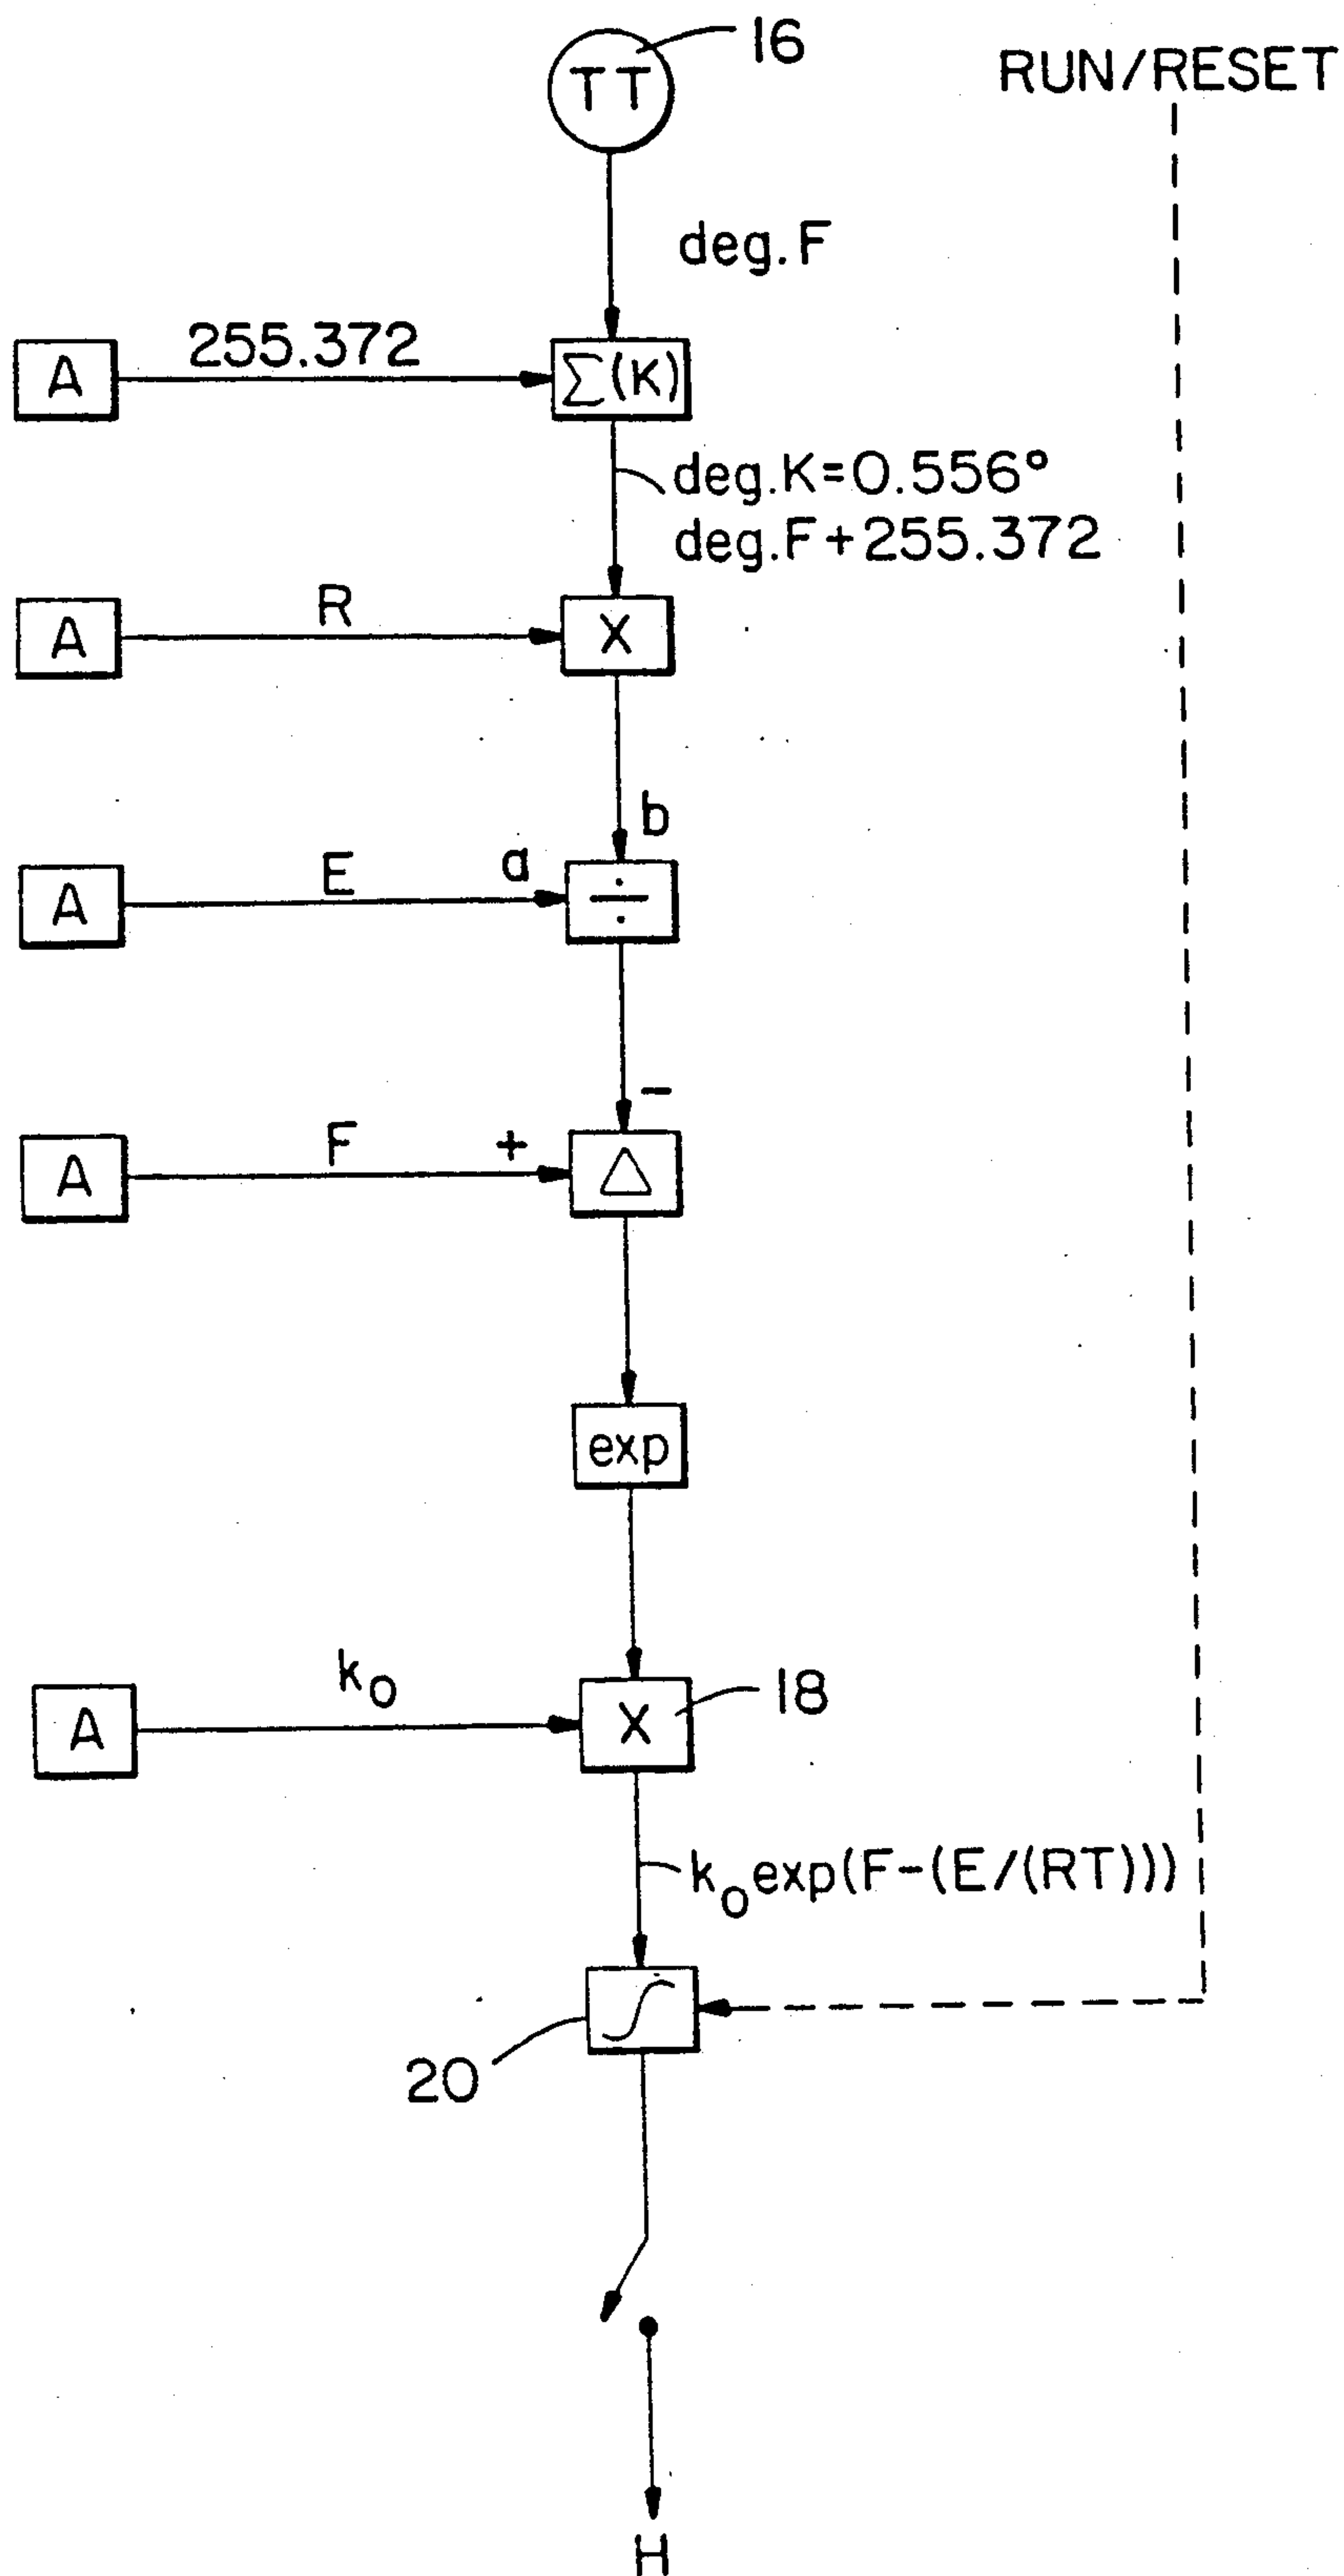 16
TT
RUN/RESET
deg.F
255.372
A
∑(K)
deg.K=0.556°
deg.F+255.372
R
A
X
b
E
a
A
÷
-
F
+
A
△
exp
k₀
A
X
18
k₀exp(F-(E/(RT)))
∫
20
H